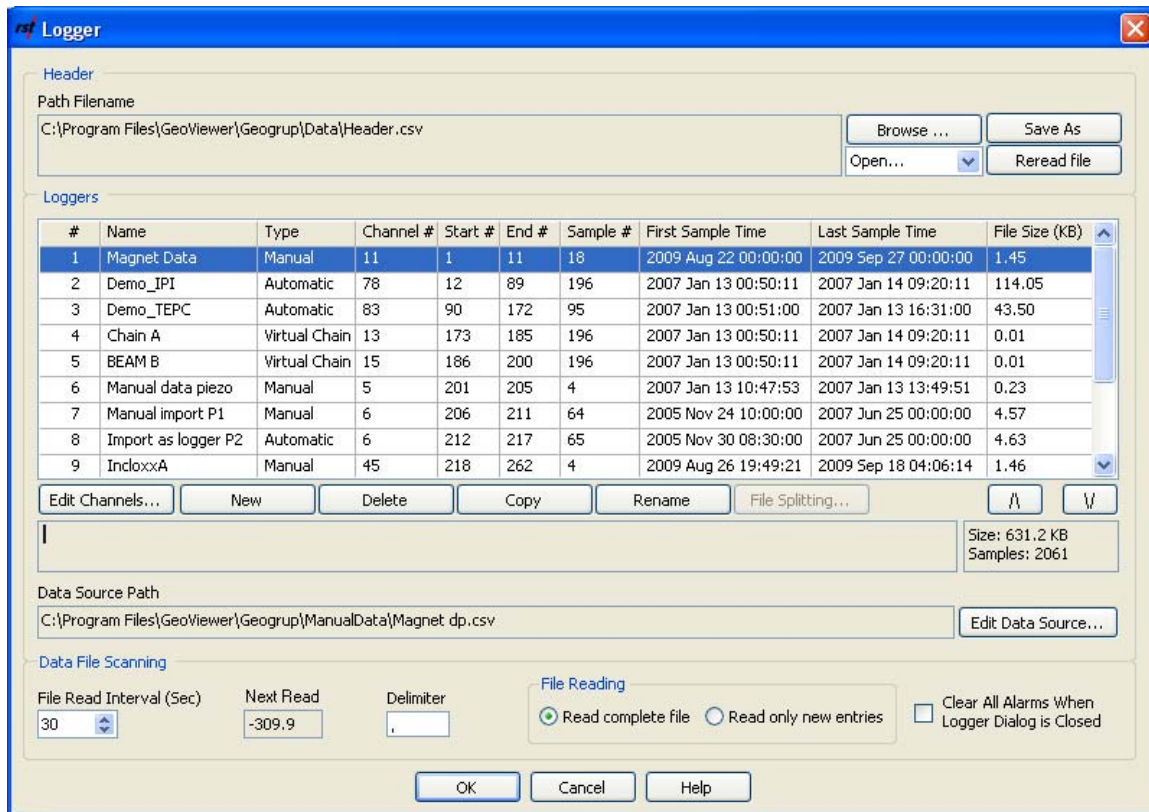 rst Logger
Header
Path Filename
C:\Program Files\GeoViewer\Geogrup\Data\Header.csv
Browse ... Save As
Open... Reread file
Loggers
# Name Type Channel # Start # End # Sample # First Sample Time Last Sample Time File Size (KB)
1 Magnet Data Manual 11 1 11 18 2009 Aug 22 00:00:00 2009 Sep 27 00:00:00 1.45
2 Demo_IPI Automatic 78 12 89 196 2007 Jan 13 00:50:11 2007 Jan 14 09:20:11 114.05
3 Demo_TEPC Automatic 83 90 172 95 2007 Jan 13 00:51:00 2007 Jan 13 16:31:00 43.50
4 Chain A Virtual Chain 13 173 185 196 2007 Jan 13 00:50:11 2007 Jan 14 09:20:11 0.01
5 BEAM B Virtual Chain 15 186 200 196 2007 Jan 13 00:50:11 2007 Jan 14 09:20:11 0.01
6 Manual data piezo Manual 5 201 205 4 2007 Jan 13 10:47:53 2007 Jan 13 13:49:51 0.23
7 Manual import P1 Manual 6 206 211 64 2005 Nov 24 10:00:00 2007 Jun 25 00:00:00 4.57
8 Import as logger P2 Automatic 6 212 217 65 2005 Nov 30 08:30:00 2007 Jun 25 00:00:00 4.63
9 IncloxxA Manual 45 218 262 4 2009 Aug 26 19:49:21 2009 Sep 18 04:06:14 1.46
Edit Channels... New Delete Copy Rename File Splitting... /\ \/
Size: 631.2 KB
Samples: 2061
Data Source Path
C:\Program Files\GeoViewer\Geogrup\ManualData\Magnet dp.csv Edit Data Source...
Data File Scanning
File Read Interval (Sec) Next Read Delimiter
30 -309.9 ,
File Reading
Read complete file Read only new entries
Clear All Alarms When
Logger Dialog is Closed
OK Cancel Help